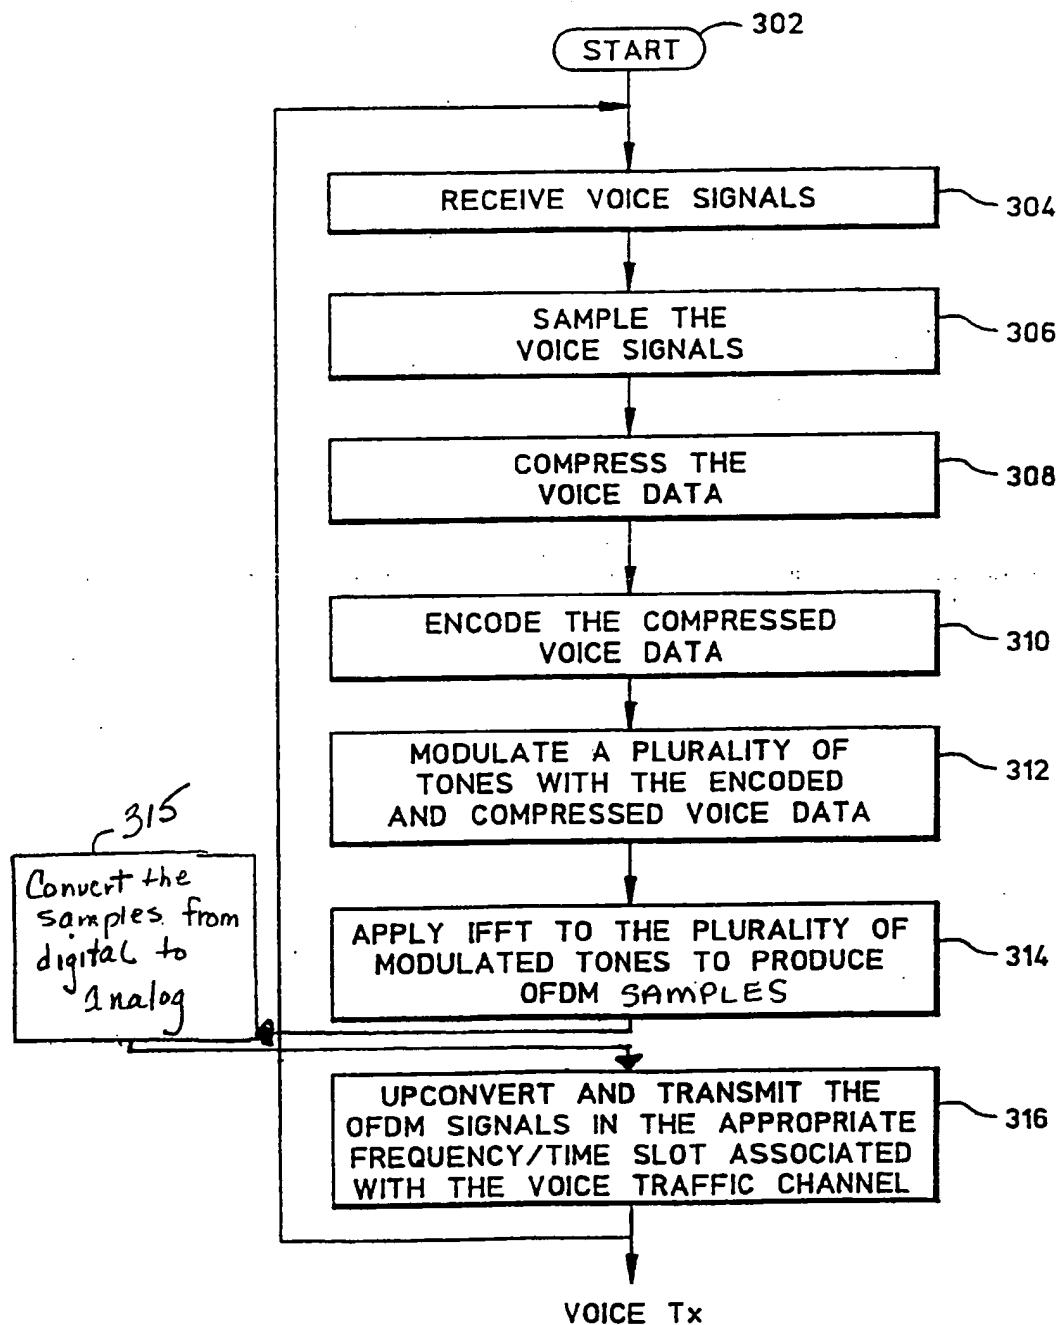 START
302
RECEIVE VOICE SIGNALS
304
SAMPLE THE
VOICE SIGNALS
306
COMPRESS THE
VOICE DATA
308
ENCODE THE COMPRESSED
VOICE DATA
310
MODULATE A PLURALITY OF
TONES WITH THE ENCODED
AND COMPRESSED VOICE DATA
312
APPLY IFFT TO THE PLURALITY OF
MODULATED TONES TO PRODUCE
OFDM SAMPLES
314
315
Convert the
samples from
digital to
analog
UPCONVERT AND TRANSMIT THE
OFDM SIGNALS IN THE APPROPRIATE
FREQUENCY/TIME SLOT ASSOCIATED
WITH THE VOICE TRAFFIC CHANNEL
316
VOICE Tx